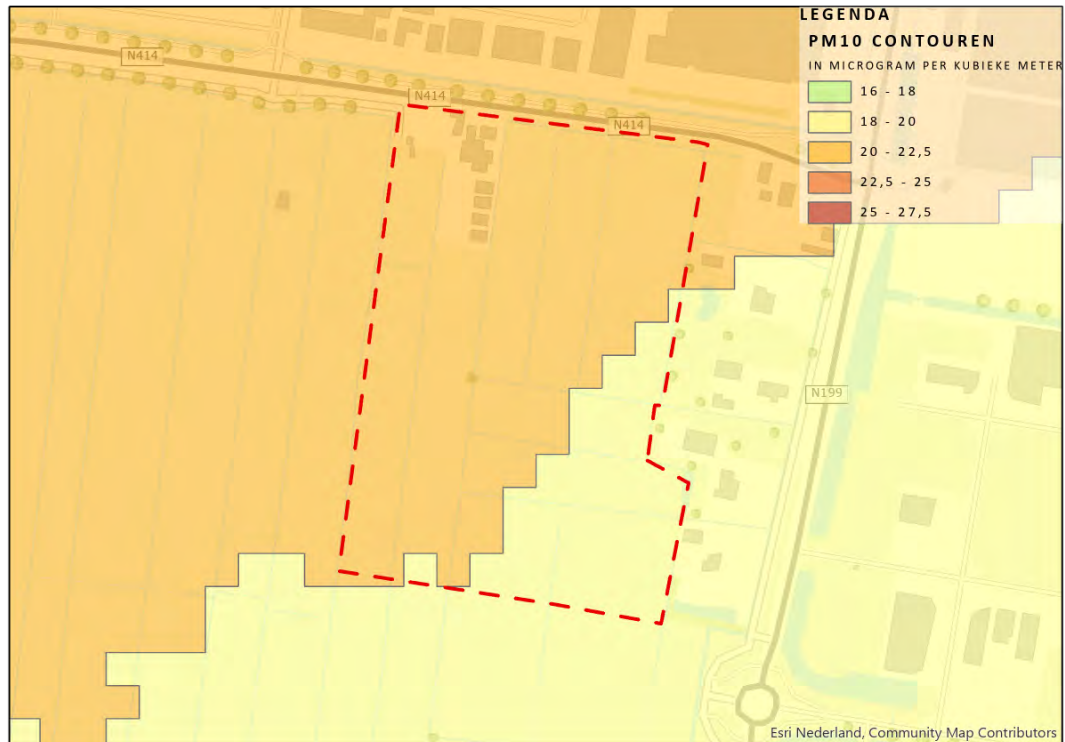 LEGENDA
PM10 CONTOUREN
IN MICROGRAM PER KUBIEKE METER
16 - 18
18 - 20
20 - 22,5
22,5 - 25
25 - 27,5
N414
N414
N414
N199
Esri Nederland, Community Map Contributors